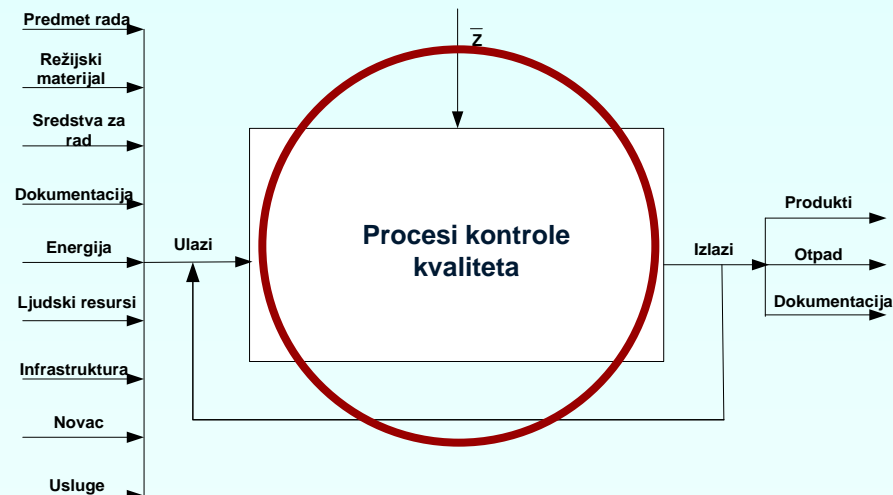 Predmet rada
Režijski
materijal
Sredstva za
rad
Dokumentacija
Energija
Ljudski resursi
Infrastruktura
Novac
Usluge
Ulazi
z̅
Procesi kontrole
kvaliteta
Izlazi
Produkti
Otpad
Dokumentacija